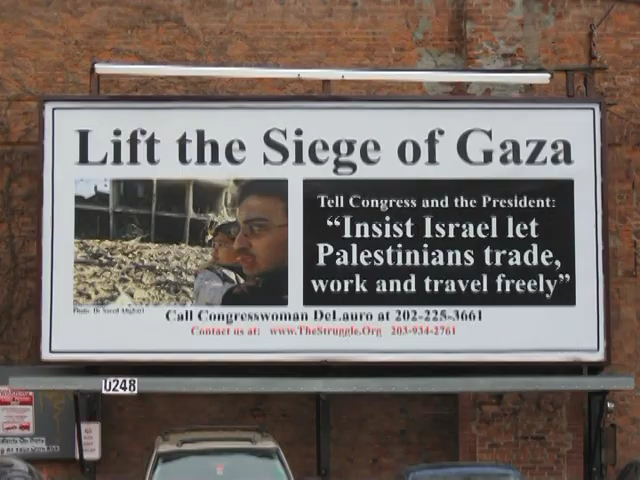 Lift the Siege of Gaza
Tell Congress and the President:
“Insist Israel let
Palestinians trade,
work and travel freely”
Call Congresswoman DeLauro at 202-225-3661
Contact us at: www.TheStruggle.Org 203-934-2761
U248